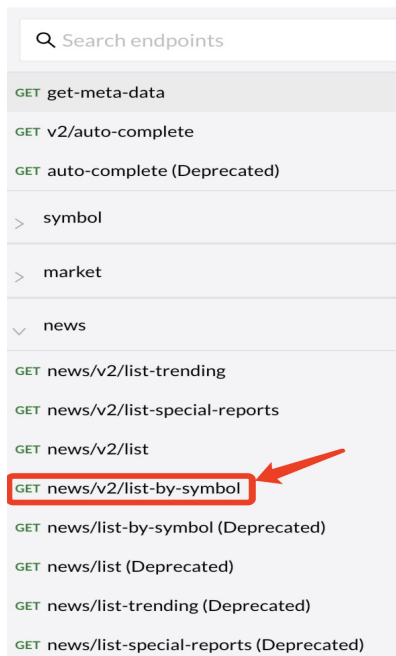 Search endpoints
GET get-meta-data
GET v2/auto-complete
GET auto-complete (Deprecated)
symbol
market
news
GET news/v2/list-trending
GET news/v2/list-special-reports
GET news/v2/list
GET news/v2/list-by-symbol
GET news/list-by-symbol (Deprecated)
GET news/list (Deprecated)
GET news/list-trending (Deprecated)
GET news/list-special-reports (Deprecated)